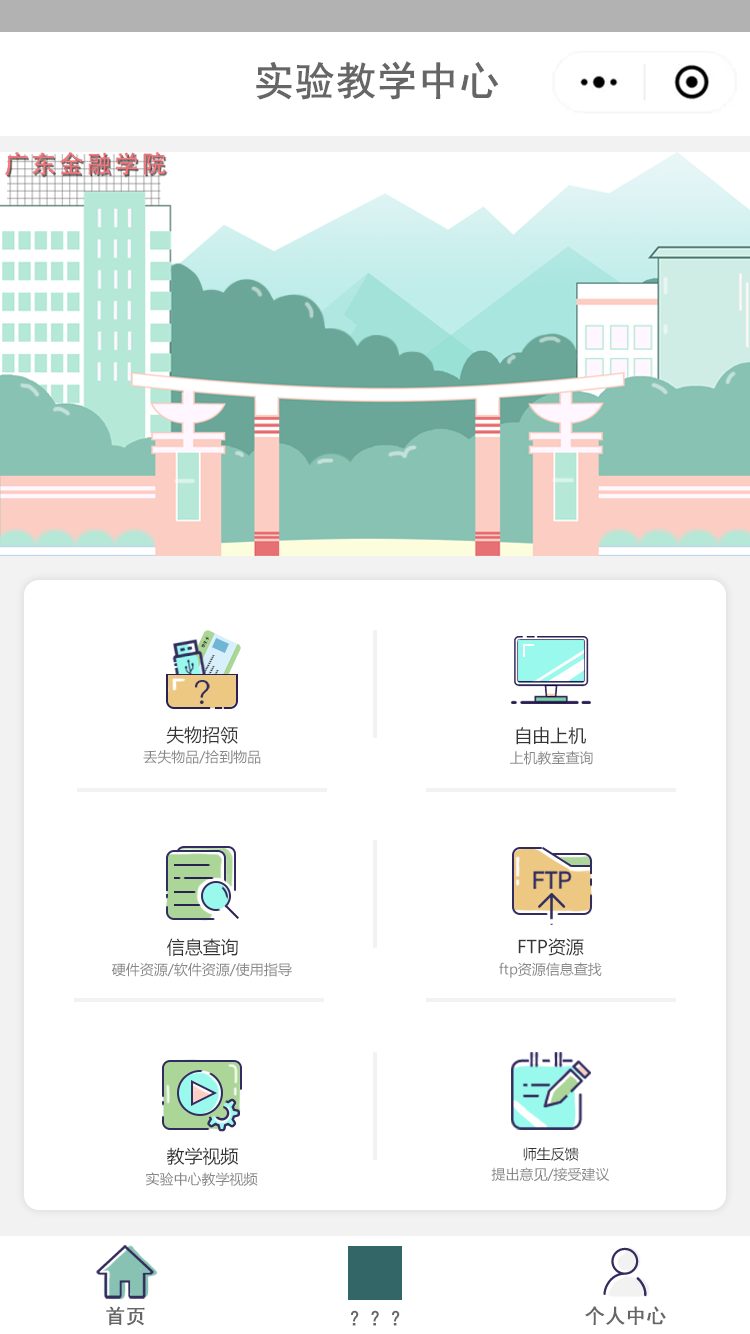 实验教学中心
广东金融学院
?
失物招领
丢失物品/拾到物品
自由上机
上机教室查询
信息查询
硬件资源/软件资源/使用指导
FTP
FTP资源
ftp资源信息查找
教学视频
实验中心教学视频
师生反馈
提出意见/接受建议
首页
？？？
个人中心